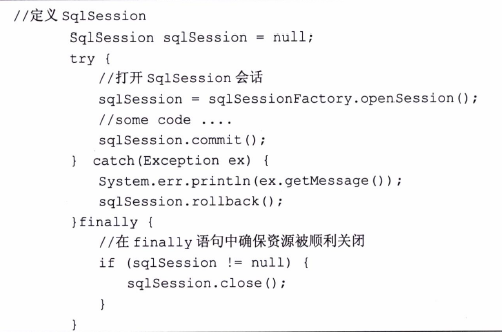 //定义 SqlSession
SqlSession sqlSession = null;
try {
//打开 SqlSession 会话
sqlSession = sqlSessionFactory.openSession();
//some code ....
sqlSession.commit();
} catch(Exception ex) {
System.err.println(ex.getMessage());
sqlSession.rollback();
}finally {
//在 finally 语句中确保资源被顺利关闭
if (sqlSession != null) {
sqlSession.close();
}
}